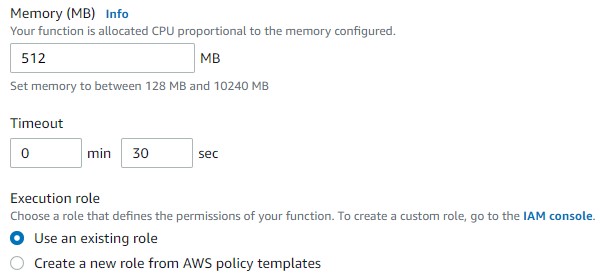 Memory (MB) Info
Your function is allocated CPU proportional to the memory configured.
512 MB
Set memory to between 128 MB and 10240 MB
Timeout
0 min 30 sec
Execution role
Choose a role that defines the permissions of your function. To create a custom role, go to the IAM console.
Use an existing role
Create a new role from AWS policy templates